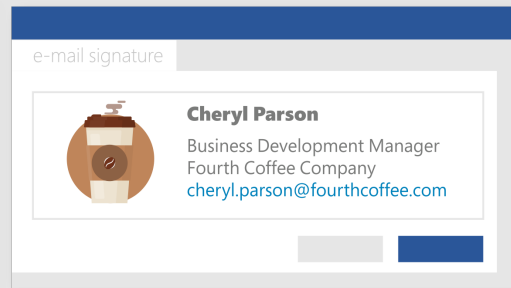 e-mail signature
Cheryl Parson
Business Development Manager
Fourth Coffee Company
cheryl.parson@fourthcoffee.com